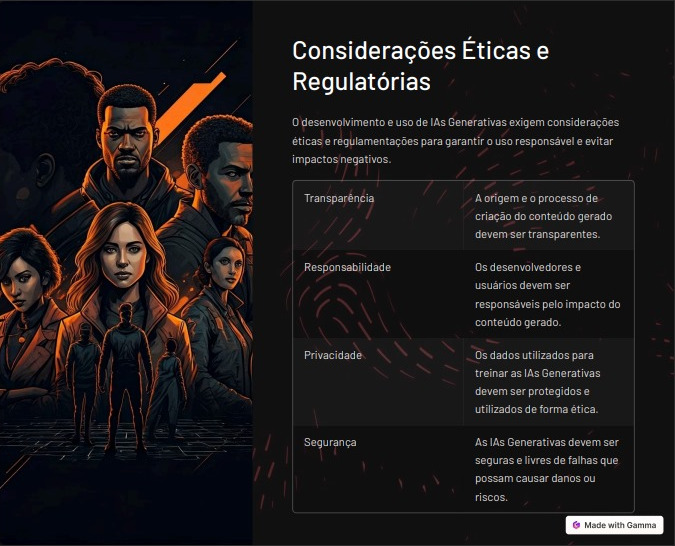 Considerações Éticas e
Regulatórias
O desenvolvimento e uso de IAs Generativas exigem considerações
éticas e regulamentações para garantir o uso responsável e evitar
impactos negativos.
Transparência
A origem e o processo de
criação do conteúdo gerado
devem ser transparentes.
Responsabilidade
Os desenvolvedores e
usuários devem ser
responsáveis pelo impacto do
conteúdo gerado.
Privacidade
Os dados utilizados para
treinar as IAs Generativas
devem ser protegidos e
utilizados de forma ética.
Segurança
As IAs Generativas devem ser
seguras e livres de falhas que
possam causar danos ou
riscos.
Made with Gamma